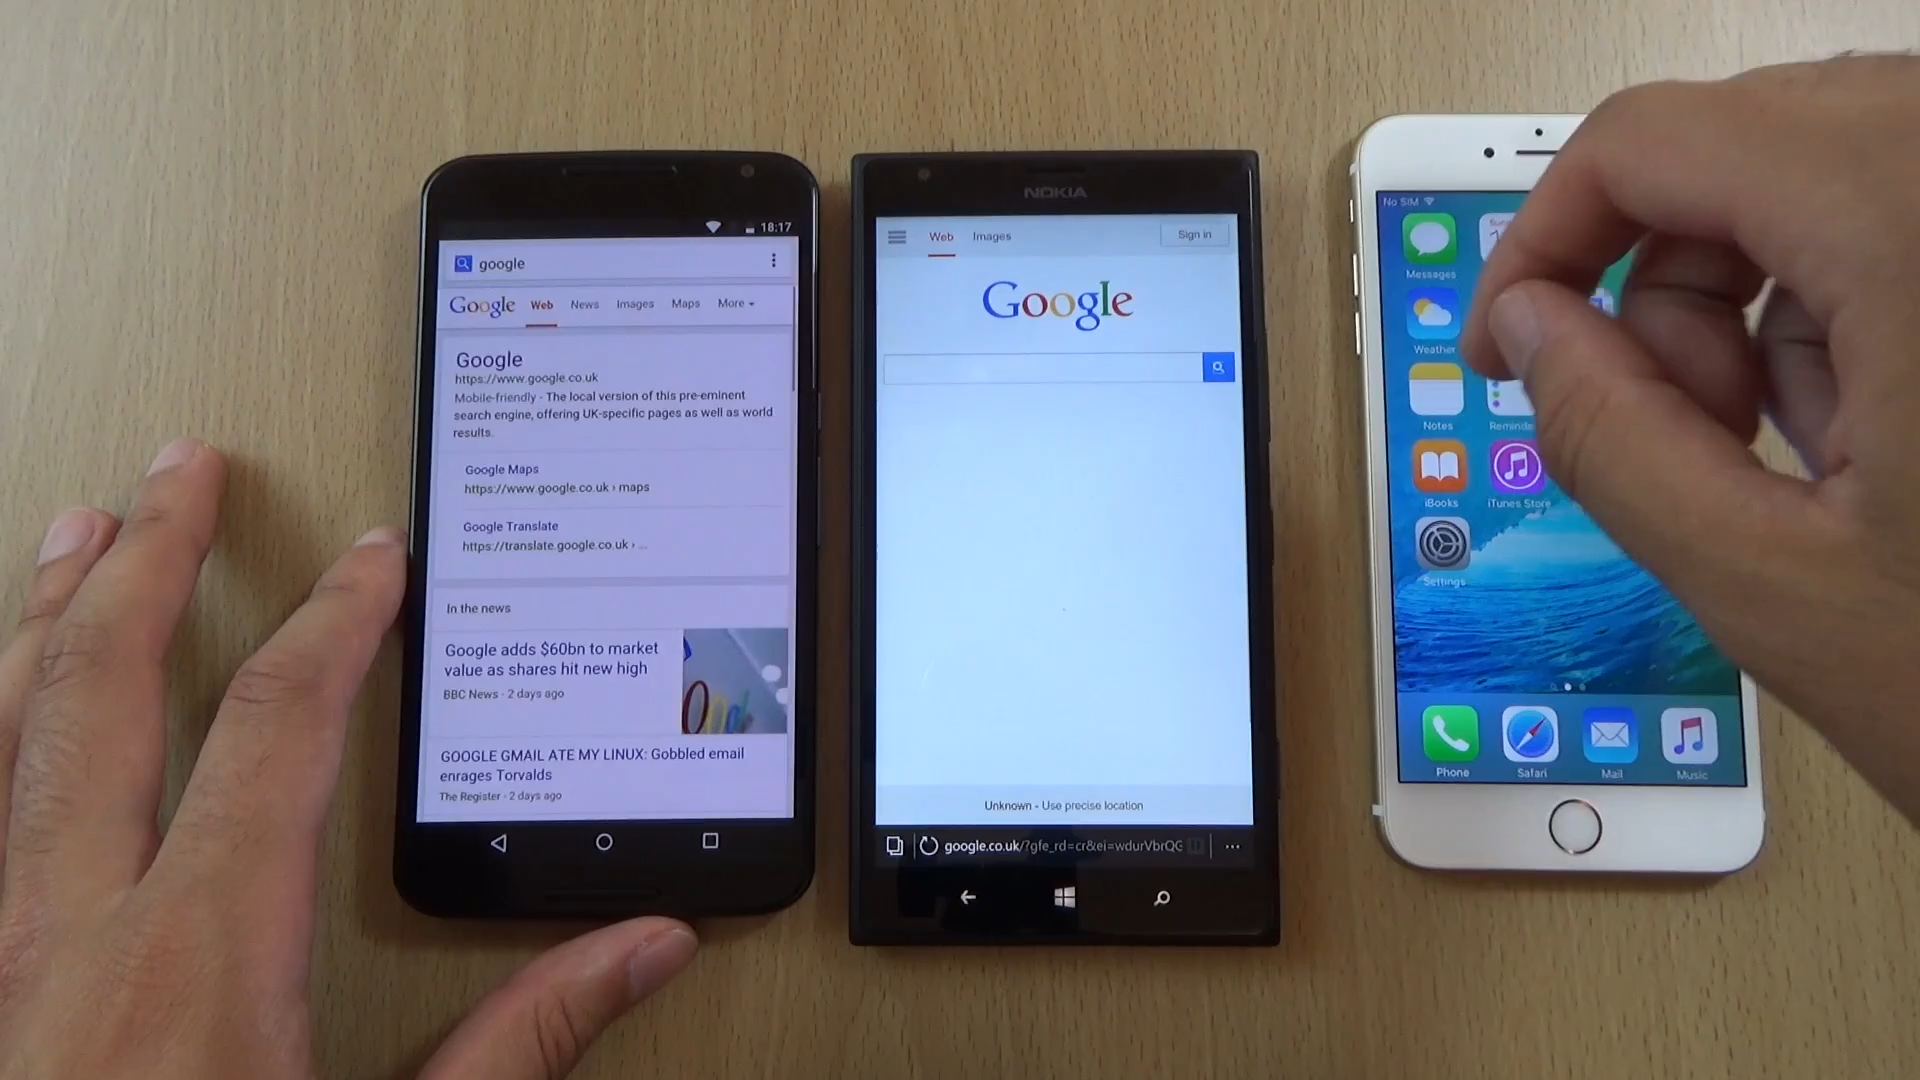 18:17
google
Google Web News Images Maps More
Google
https://www.google.co.uk
Mobile-friendly - The local version of this pre-eminent
search engine, offering UK-specific pages as well as world
results.
Google Maps
https://www.google.co.uk › maps
Google Translate
https://translate.google.co.uk › ...
In the news
Google adds $60bn to market
value as shares hit new high
BBC News · 2 days ago
GOOGLE GMAIL ATE MY LINUX: Gobbled email
enrages Torvalds
The Register · 2 days ago
NOKIA
Web Images Sign in
Google
Unknown - Use precise location
google.co.uk/?gfe_rd=cr&ei=wdurVbrQG
No SIM
Messages
Weather
Notes
iBooks iTunes Store
Settings
Phone Safari Mail Music